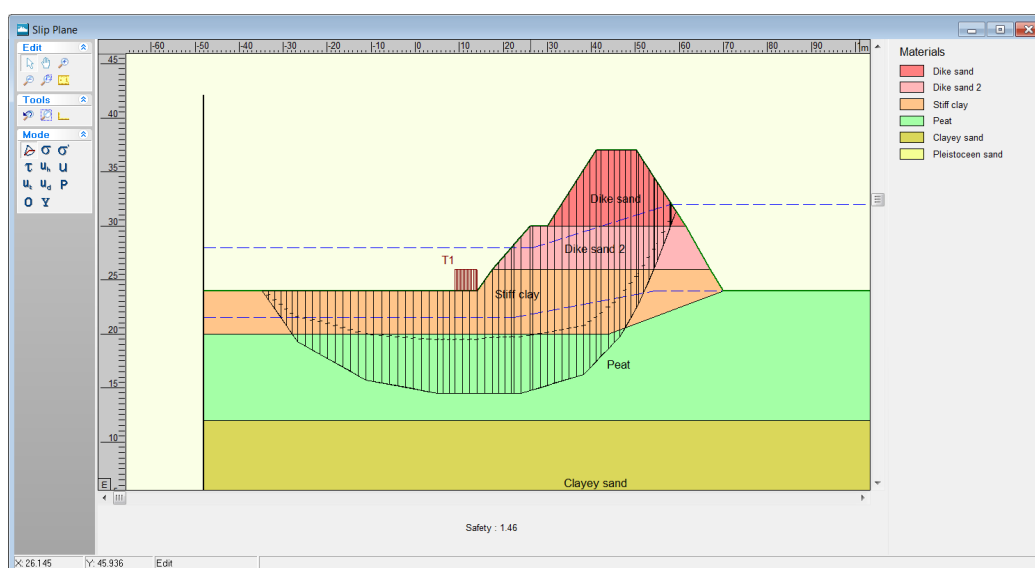 Slip Plane
Edit
Tools
Mode
σ σ'
τ uh u
ut ud P
O Y
|-60 |-50 |-40 |-30 |-20 |-10 |0 |10 |20 |30 |40 |50 |60 |70 |80 |90 m
45
40
35
30
25
20
15
10
E
Dike sand
Dike sand 2
T1
Stiff clay
Peat
Clayey sand
Materials
Dike sand
Dike sand 2
Stiff clay
Peat
Clayey sand
Pleistoceen sand
Safety : 1.46
X: 26.145 Y: 45.936 Edit